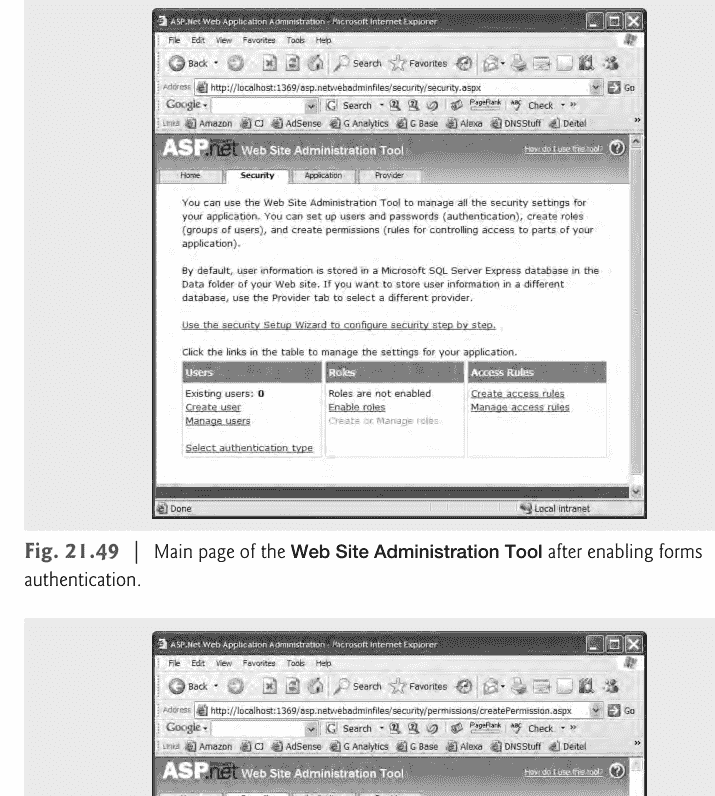 ASP.Net Web Application Administration - Microsoft Internet Explorer
File Edit View Favorites Tools Help
Back Search Favorites
Address http://localhost:1369/asp.netwebadminfiles/security/security.aspx Go
Google Search PageRank ABC Check »
Links Amazon CJ AdSense G Analytics G Base Alexa DNSStuff Deitel »
ASP.net Web Site Administration Tool How do I use this tool? ?
Home Security Application Provider
You can use the Web Site Administration Tool to manage all the security settings for
your application. You can set up users and passwords (authentication), create roles
(groups of users), and create permissions (rules for controlling access to parts of your
application).
By default, user information is stored in a Microsoft SQL Server Express database in the
Data folder of your Web site. If you want to store user information in a different
database, use the Provider tab to select a different provider.
Use the security Setup Wizard to configure security step by step.
Click the links in the table to manage the settings for your application.
Users Roles Access Rules
Existing users: 0 Roles are not enabled Create access rules
Create user Enable roles Manage access rules
Manage users Create or Manage roles
Select authentication type
Done Local intranet
Fig. 21.49 | Main page of the Web Site Administration Tool after enabling forms
authentication.
ASP.Net Web Application Administration - Microsoft Internet Explorer
File Edit View Favorites Tools Help
Back Search Favorites
Address http://localhost:1369/asp.netwebadminfiles/security/permissions/createPermission.aspx Go
Google Search PageRank ABC Check »
Links Amazon CJ AdSense G Analytics G Base Alexa DNSStuff Deitel »
ASP.net Web Site Administration Tool How do I use this tool? ?